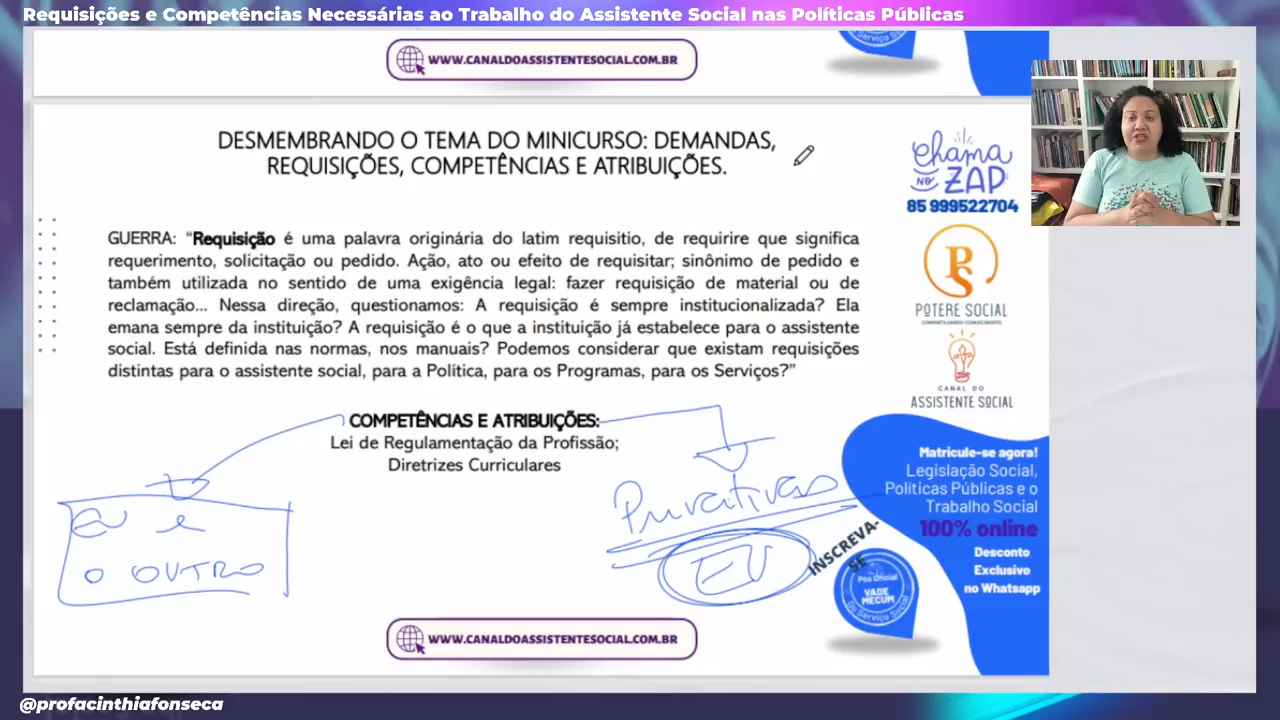 Requisições e Competências Necessárias ao Trabalho do Assistente Social nas Políticas Públicas
WWW.CANALDOASSISTENTESOCIAL.COM.BR
DESMEMBRANDO O TEMA DO MINICURSO: DEMANDAS,
REQUISIÇÕES, COMPETÊNCIAS E ATRIBUIÇÕES.
chama
NO ZAP
85 999522704
GUERRA: “Requisição é uma palavra originária do latim requisitio, de requirire que significa
requerimento, solicitação ou pedido. Ação, ato ou efeito de requisitar; sinônimo de pedido e
também utilizada no sentido de uma exigência legal: fazer requisição de material ou de
reclamação... Nessa direção, questionamos: A requisição é sempre institucionalizada? Ela
emana sempre da instituição? A requisição é o que a instituição já estabelece para o assistente
social. Está definida nas normas, nos manuais? Podemos considerar que existam requisições
distintas para o assistente social, para a Política, para os Programas, para os Serviços?”
PS
POTERE SOCIAL
COMPARTILHANDO CONHECIMENTO
CANAL DO
ASSISTENTE SOCIAL
COMPETÊNCIAS E ATRIBUIÇÕES:
Lei de Regulamentação da Profissão;
Diretrizes Curriculares
EU e
o OUTRO
Privativas
EU
Matricule-se agora!
Legislação Social,
Políticas Públicas e o
Trabalho Social
100% online
Desconto
Exclusivo
no Whatsapp
INSCREVA-
SE
Pós Oficial
VADE
MECUM
Do Serviço Social
WWW.CANALDOASSISTENTESOCIAL.COM.BR
@profacinthiafonseca